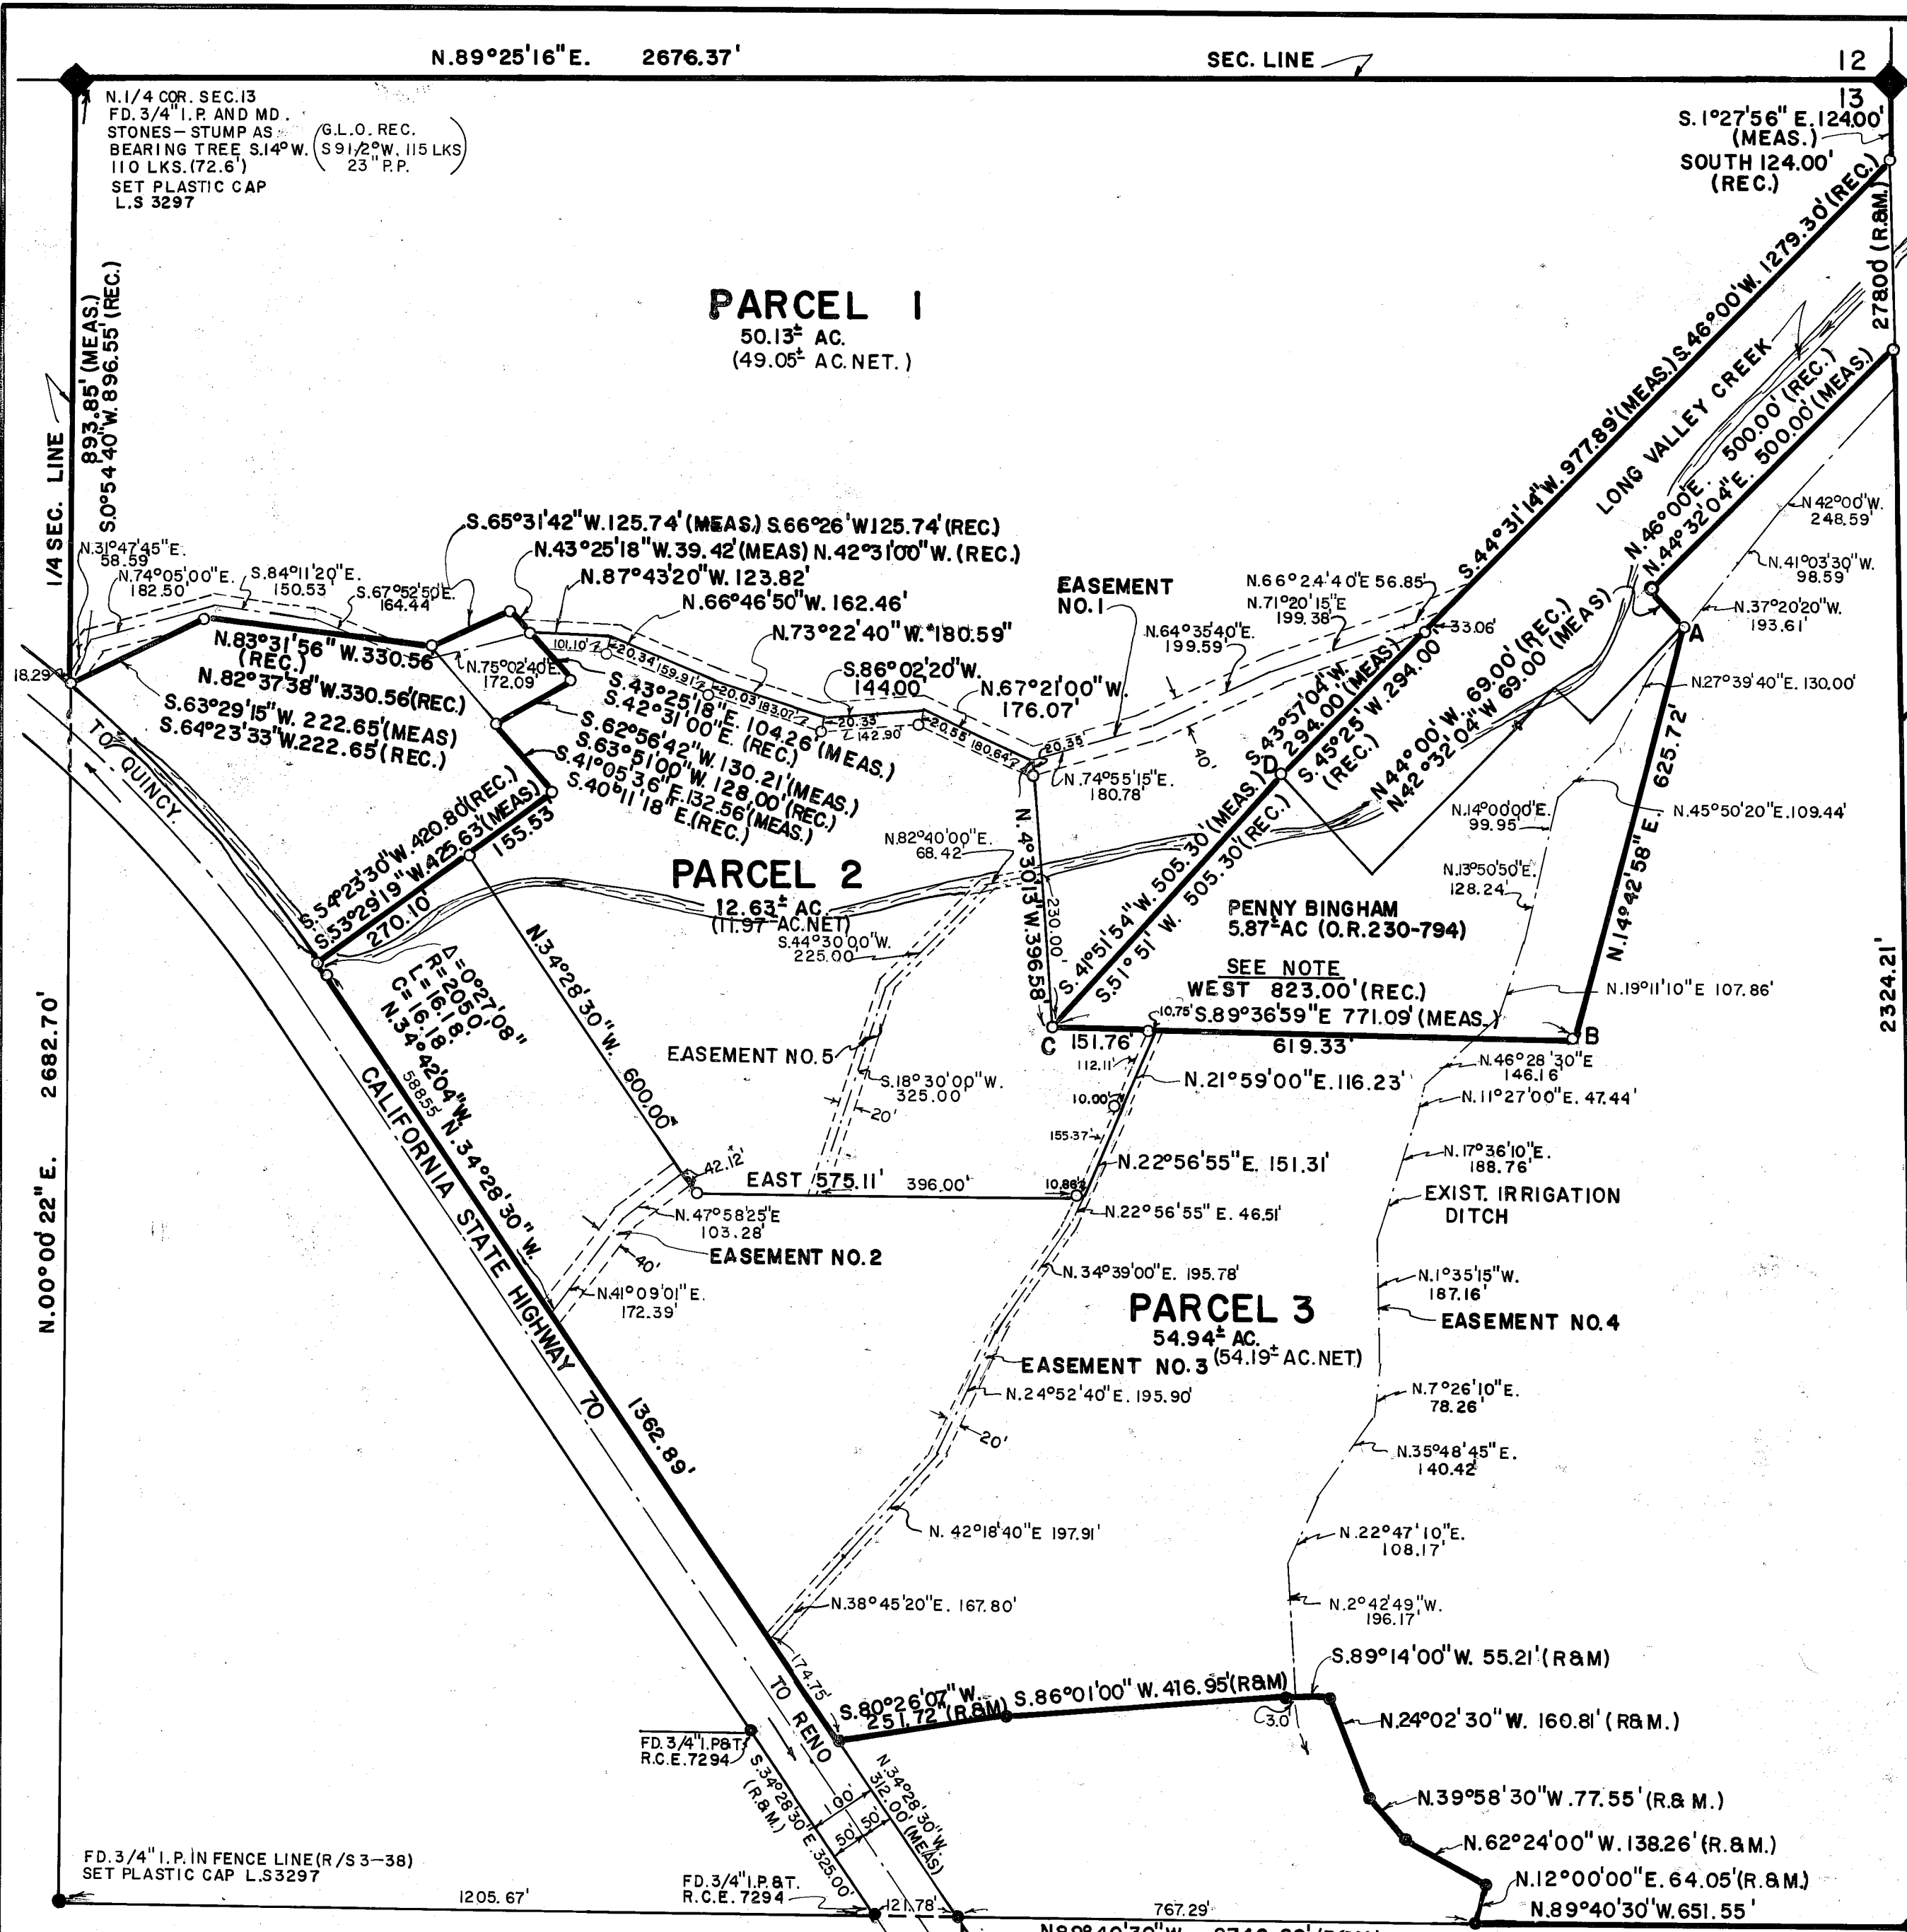 N.89°25'16"E. 2676.37'
SEC. LINE
12
13
N.1/4 COR. SEC.13
FD. 3/4" I.P. AND MD.
STONES-STUMP AS
BEARING TREE S.14°W.
110 LKS.(72.6')
SET PLASTIC CAP
L.S 3297
(G.L.O. REC.
S 9 1/2°W, 115 LKS
23" P.P.)
S.1°27'56" E.124.00'
(MEAS.)
SOUTH 124.00'
(REC.)
278.00 (R.&M.)
1/4 SEC. LINE
893.85' (MEAS.)
S.0°54'40"W. 896.55' (REC.)
PARCEL 1
50.13± AC.
(49.05± AC. NET.)
S.44°31'14"W. 977.89' (MEAS.) S.46°00'W. 1279.30' (REC.)
LONG VALLEY CREEK
N.46°00'E. 500.00' (REC.)
N.44°32'04"E. 500.00' (MEAS.)
N 42°00'W.
248.59'
N.41°03'30"W.
98.59'
N.37°20'20"W.
193.61'
A
S.65°31'42"W.125.74' (MEAS.) S.66°26'W.125.74' (REC.)
N.43°25'18"W. 39.42' (MEAS) N.42°31'00"W. (REC.)
N.87°43'20"W. 123.82'
N.66°46'50"W. 162.46'
N.73°22'40"W. 180.59'
S.86°02'20"W.
144.00'
N.67°21'00"W.
176.07'
EASEMENT
NO.1
N.66°24'40"E 56.85'
N.71°20'15"E
199.38'
N.64°35'40"E.
199.59'
33.06'
N.31°47'45"E.
58.59
N.74°05'00"E.
182.50'
S.84°11'20"E.
150.53
S.67°52'50"E.
164.44'
18.29'
N.83°31'56" W.330.56'
(REC.)
N.82°37'38"W.330.56'(REC.)
S.63°29'15"W. 222.65'(MEAS)
S.64°23'33"W.222.65'(REC.)
N.75°02'40"E.
172.09'
101.10'
20.34
159.91'
20.03
183.07'
20.33'
142.90'
20.55
180.64'
20.35'
S.43°25'18"E. 104.26' (MEAS.)
S.42°31'00"E. (REC.)
S.62°56'42"W. 130.21'(MEAS.)
S.63°51'00"W. 128.00'(REC.)
S.41°05'36"E.132.56'(MEAS.)
S.40°11'18"E.(REC.)
N.74°55'15"E.
180.78'
40'
S.43°57'04"W.
294.00'(MEAS)
S.45°25'W. 294.00'
(REC.)
D
N.44°00'W. 69.00' (REC.)
N.42°32'04"W 69.00' (MEAS)
N.27°39'40"E. 130.00'
N.45°50'20"E.109.44'
N.14°00'00"E.
99.95'
N.13°50'50"E.
128.24'
N.14°42'58"E. 625.72'
TO QUINCY
S.54°23'30"W.420.80'(REC.)
S.53°29'19"W.425.63'(MEAS)
155.53
270.10'
PARCEL 2
12.63± AC.
(11.97± AC.NET)
N.82°40'00"E.
68.42'
S.44°30'00"W.
225.00'
N.4°30'13"W.396.58'
230.00'
S.41°51'54"W. 505.30'(MEAS.)
S.51°51'W. 505.30'(REC.)
PENNY BINGHAM
5.87± AC (O.R.230-794)
SEE NOTE
WEST 823.00'(REC.)
10.75' S.89°36'59"E 771.09' (MEAS.)
N.19°11'10"E 107.86'
C
151.76'
619.33'
B
2324.21'
Δ=0°27'08"
R=2050'
L=16.18'
C=16.18'
N.34°42'04"W.
588.55'
N.34°28'30"W. 600.00'
EASEMENT NO.5
S.18°30'00"W.
325.00'
20'
112.11'
N.21°59'00"E.116.23'
10.00'
155.37'
N.22°56'55"E. 151.31'
N.46°28'30"E
146.16'
N.11°27'00"E. 47.44'
N.17°36'10"E.
188.76'
EXIST. IRRIGATION
DITCH
42.12'
EAST 575.11'
396.00'
10.86'
N.22°56'55"E. 46.51'
N.00°00'22"E. 2682.70'
CALIFORNIA STATE HIGHWAY 70
N.34°28'30"W.
1362.89'
N.47°58'25"E
103.28'
EASEMENT NO.2
40'
N.41°09'01"E.
172.39'
N.34°39'00"E. 195.78'
PARCEL 3
54.94± AC.
(54.19± AC.NET)
EASEMENT NO.3
N.24°52'40"E. 195.90'
20'
N.1°35'15"W.
187.16'
EASEMENT NO.4
N.7°26'10"E.
78.26'
N.35°48'45"E.
140.42'
N. 42°18'40"E 197.91'
N.22°47'10"E.
108.17'
N.38°45'20"E. 167.80'
N.2°42'49"W.
196.17'
174.75'
TO RENO
S.89°14'00"W. 55.21'(R&M)
S.80°26'07"W.
251.72" (R.&M)
S.86°01'00"W. 416.95'(R&M)
3.0'
N.24°02'30"W. 160.81' (R&M.)
FD. 3/4"I.P.&T.
R.C.E.7294
S.34°28'30"E. 325.00'
(R.&M.)
100'
50'
50'
N.34°28'30"W.
312.00'(MEAS)
N.39°58'30"W.77.55'(R.& M.)
N.62°24'00"W.138.26'(R.&M.)
N.12°00'00"E. 64.05'(R.&M.)
N.89°40'30"W.651.55'
FD.3/4"I.P. IN FENCE LINE(R/S 3-38)
SET PLASTIC CAP L.S3297
1205.67'
FD.3/4"I.P.&T.
R.C.E. 7294
121.78'
767.29'